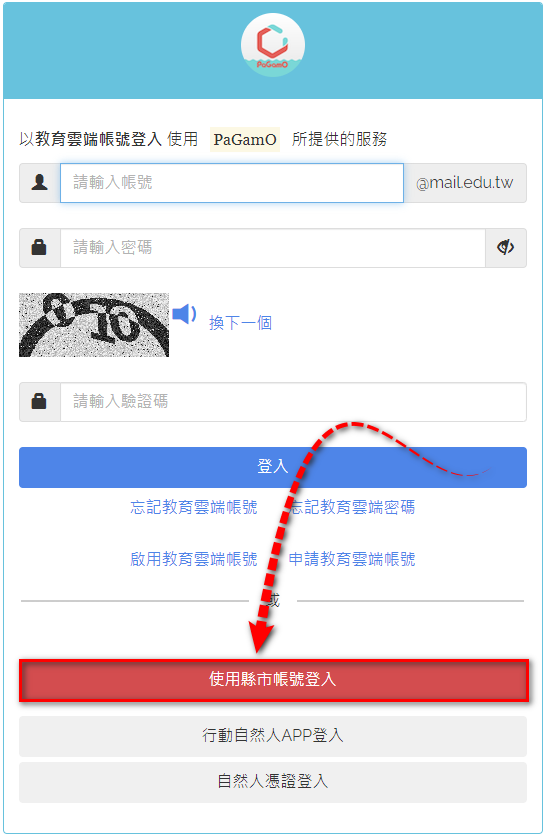 PaGamO
以教育雲端帳號登入 使用 PaGamO 所提供的服務
請輸入帳號 @mail.edu.tw
請輸入密碼
換下一個
請輸入驗證碼
登入
忘記教育雲端帳號 忘記教育雲端密碼
啟用教育雲端帳號 申請教育雲端帳號
或
使用縣市帳號登入
行動自然人APP登入
自然人憑證登入